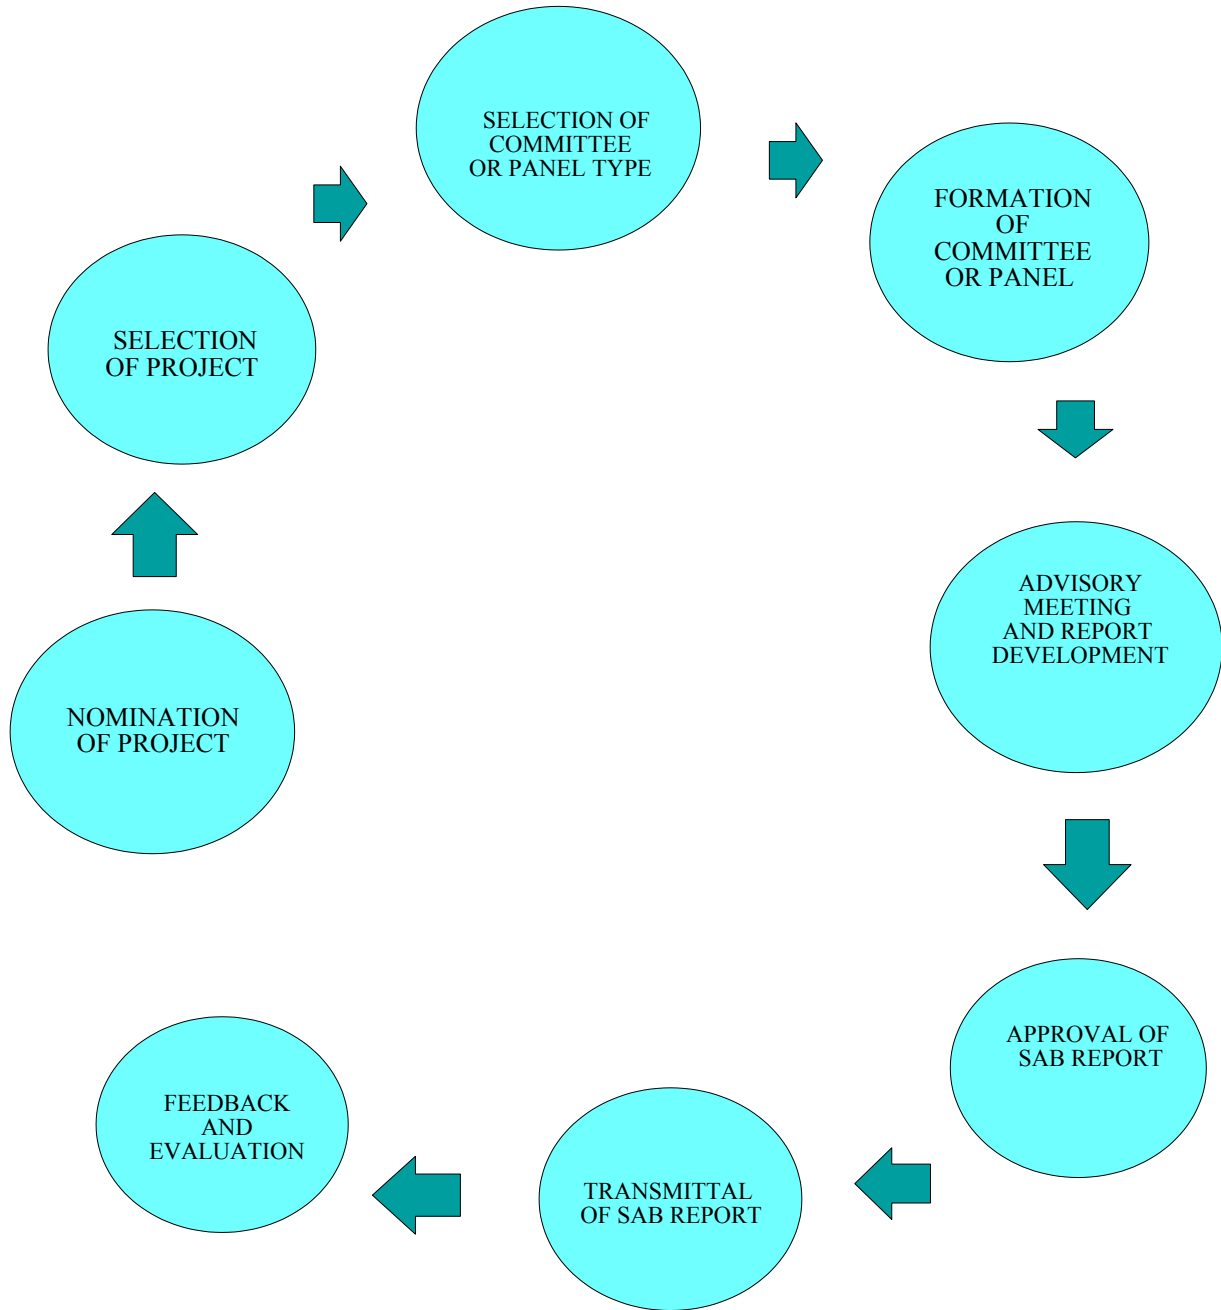 SELECTION OF
COMMITTEE
OR PANEL TYPE
FORMATION
OF
COMMITTEE
OR PANEL
SELECTION
OF PROJECT
ADVISORY
MEETING
AND REPORT
DEVELOPMENT
NOMINATION
OF PROJECT
APPROVAL OF
SAB REPORT
FEEDBACK
AND
EVALUATION
TRANSMITTAL
OF SAB REPORT